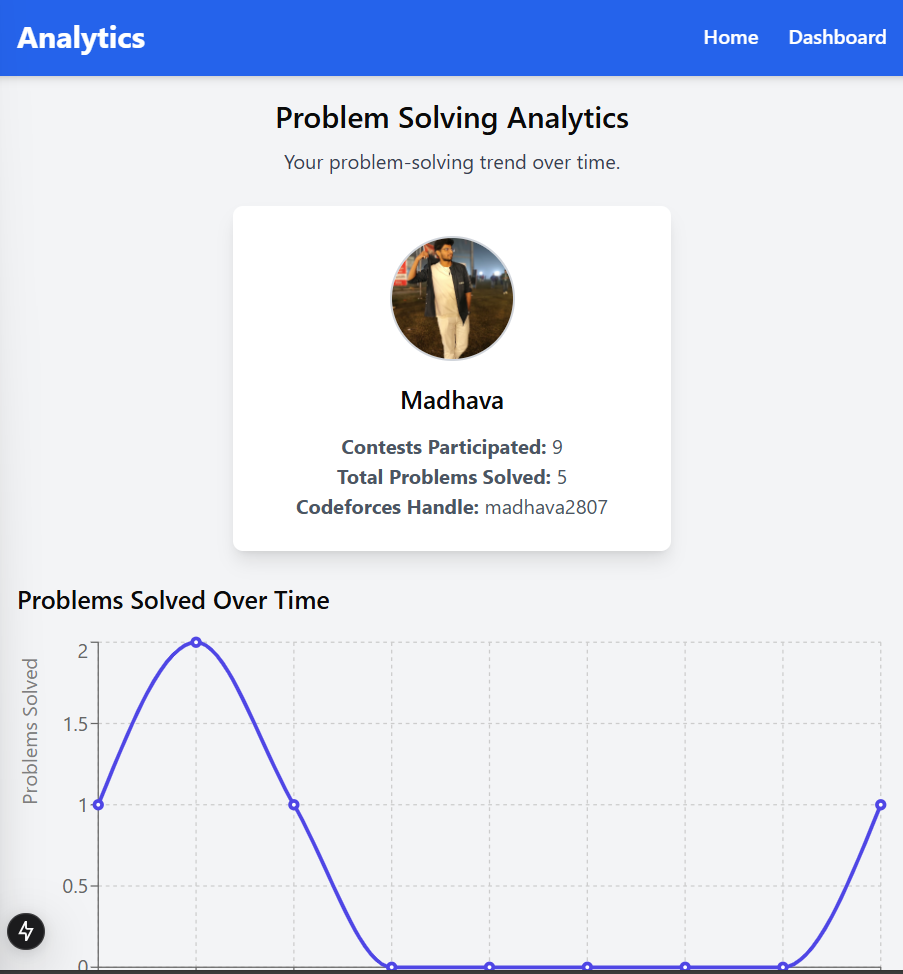 Analytics
Home Dashboard
Problem Solving Analytics
Your problem-solving trend over time.
Madhava
Contests Participated: 9
Total Problems Solved: 5
Codeforces Handle: madhava2807
Problems Solved Over Time
Problems Solved
2
1.5
1
0.5
0